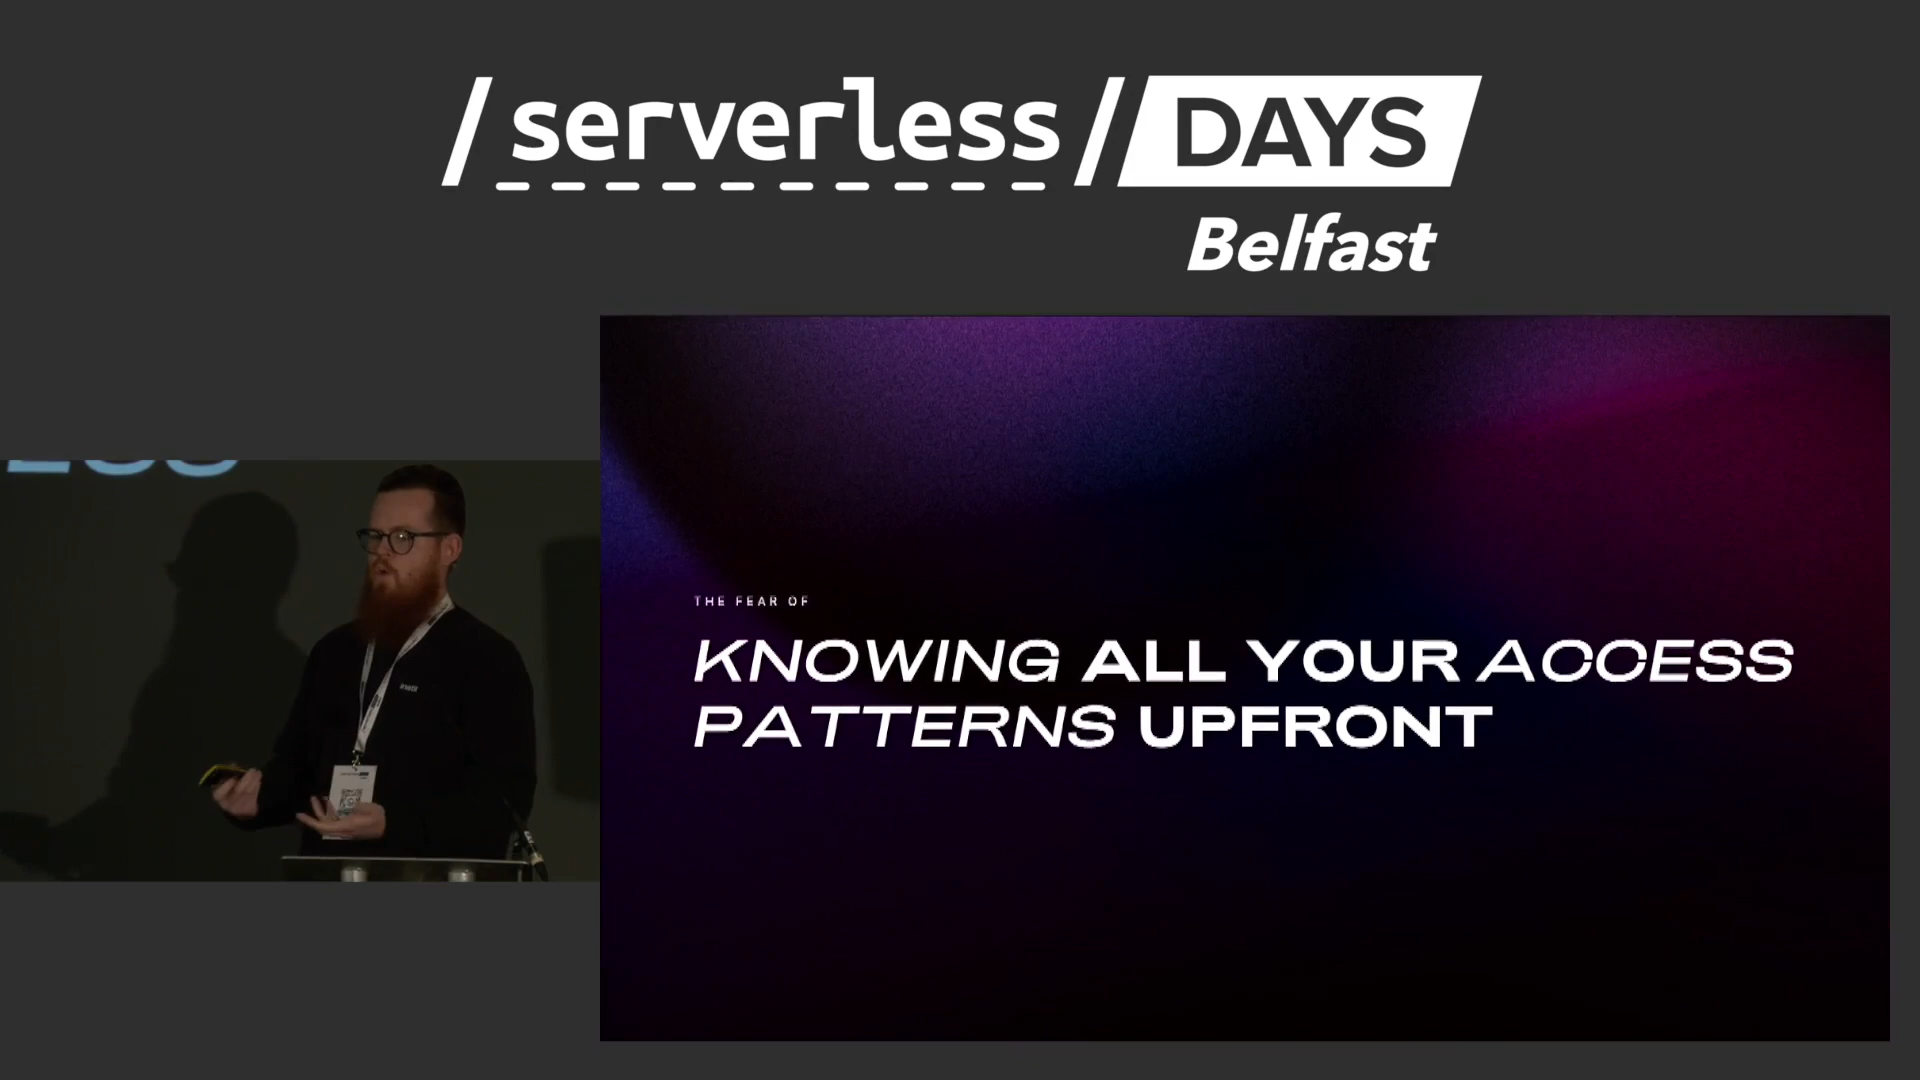 /serverless/DAYS
Belfast
THE FEAR OF
KNOWING ALL YOUR ACCESS
PATTERNS UPFRONT